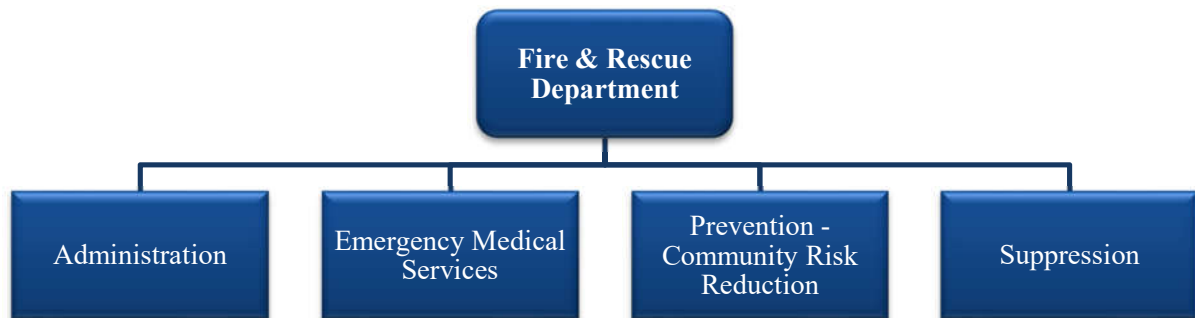 Fire & Rescue
Department
Administration
Emergency Medical
Services
Prevention -
Community Risk
Reduction
Suppression